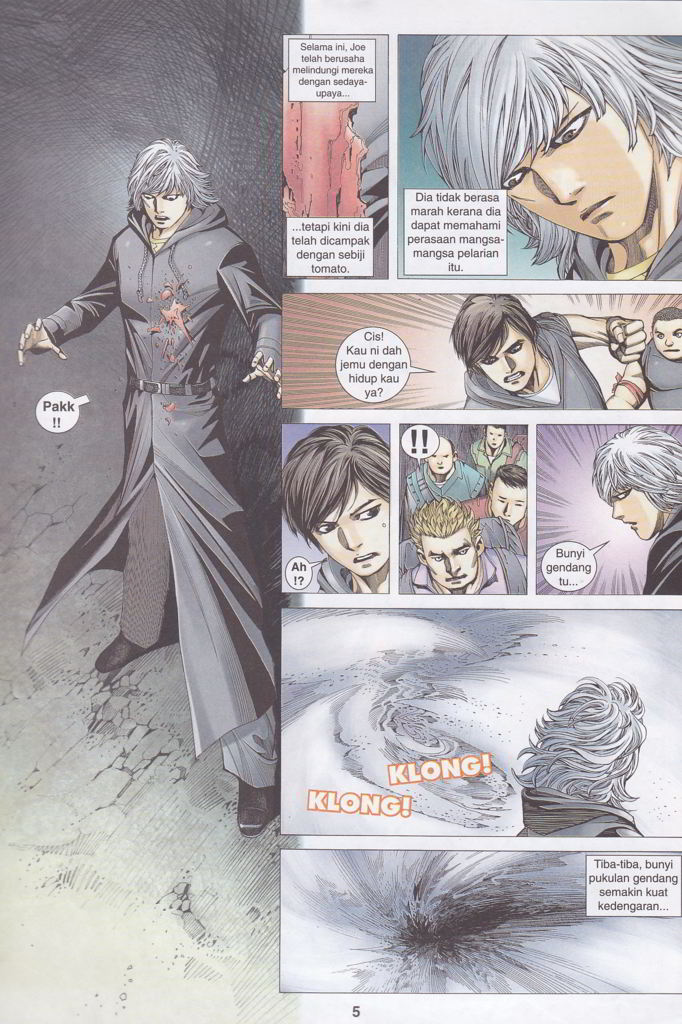 Pakk
!!
Selama ini, Joe
telah berusaha
melindungi mereka
dengan sedaya-
upaya...
...tetapi kini dia
telah dicampak
dengan sebiji
tomato.
Dia tidak berasa
marah kerana dia
dapat memahami
perasaan mangsa-
mangsa pelarian
itu.
Cis!
Kau ni dah
jemu dengan
hidup kau
ya?
Ah
!?
!!
Bunyi
gendang
tu...
KLONG!
KLONG!
Tiba-tiba, bunyi
pukulan gendang
semakin kuat
kedengaran...
5